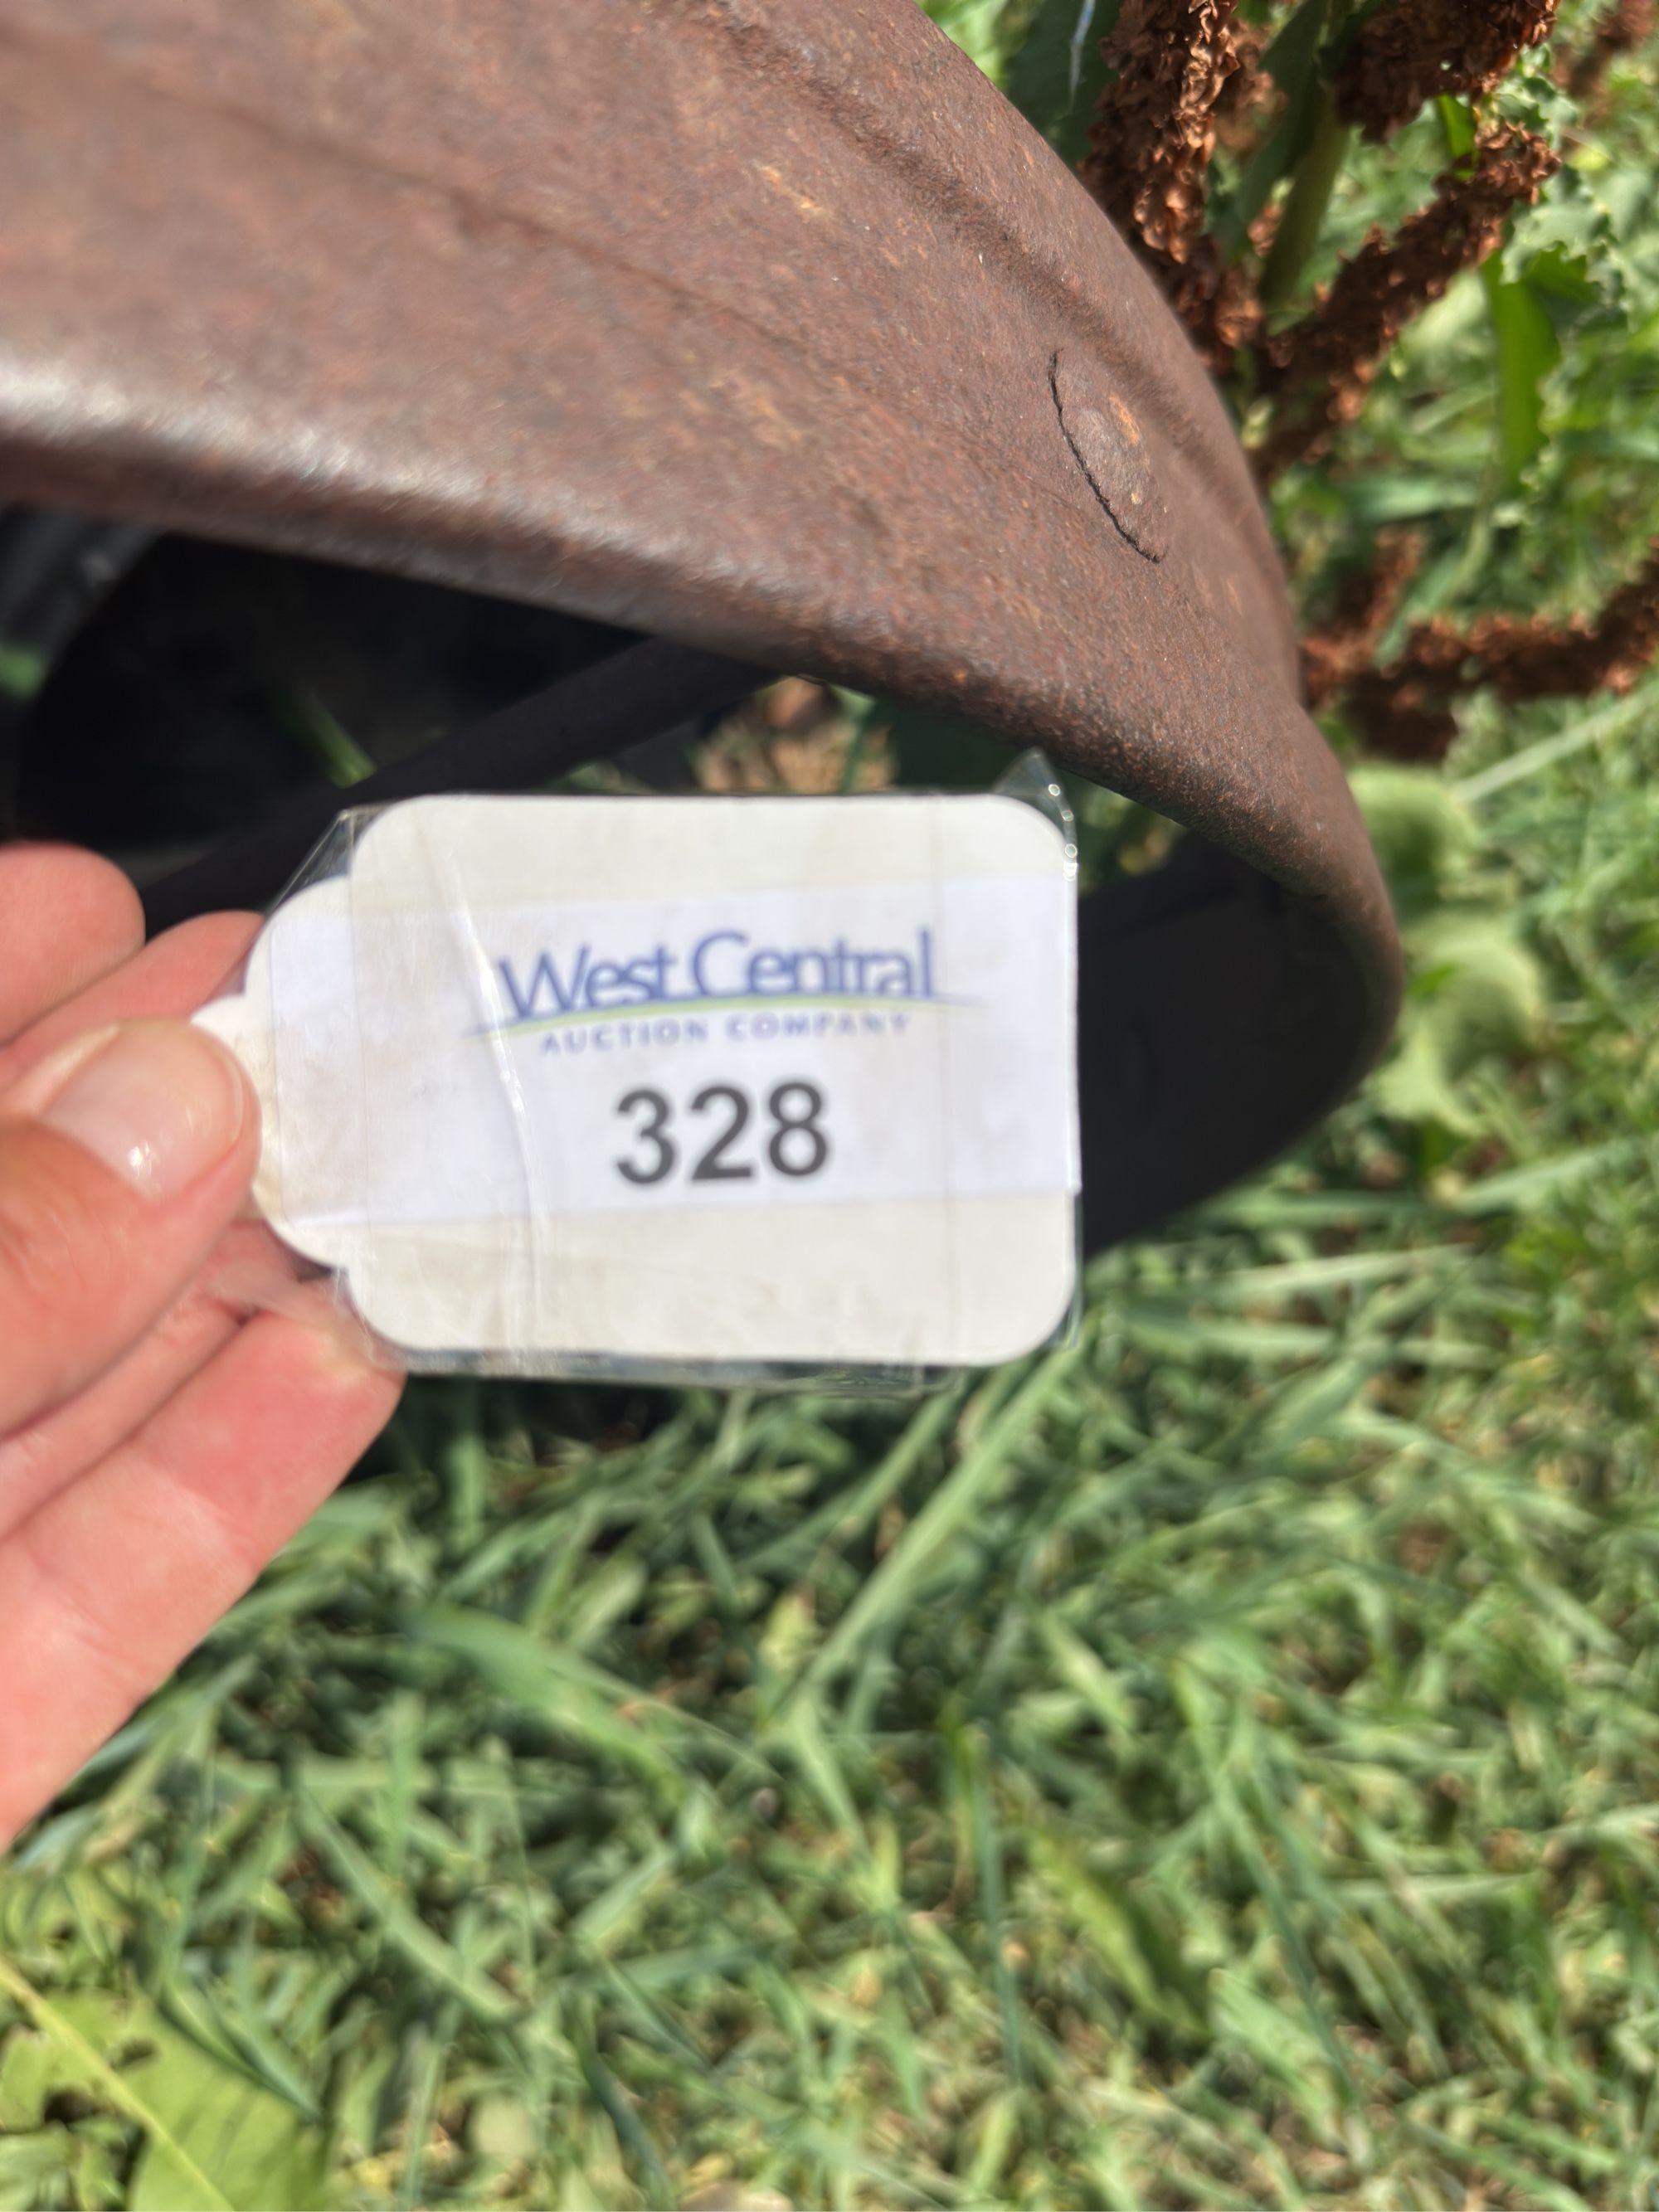 West Central
AUCTION COMPANY
328